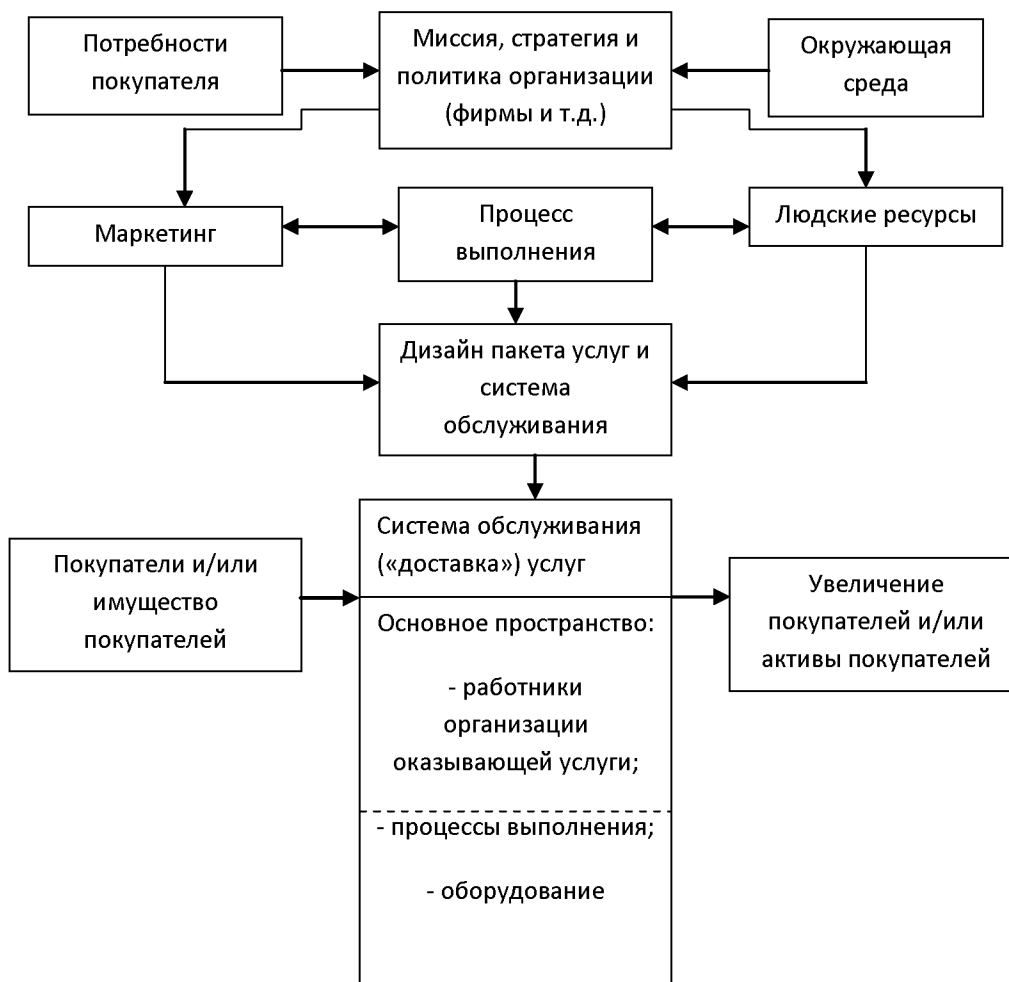 Потребности
покупателя
Миссия, стратегия и
политика организации
(фирмы и т.д.)
Окружающая
среда
Маркетинг
Процесс
выполнения
Людские ресурсы
Дизайн пакета услуг и
система
обслуживания
Покупатели и/или
имущество
покупателей
Система обслуживания
(«доставка») услуг
Основное пространство:
- работники
организации
оказывающей услуги;
- процессы выполнения;
- оборудование
Увеличение
покупателей и/или
активы покупателей